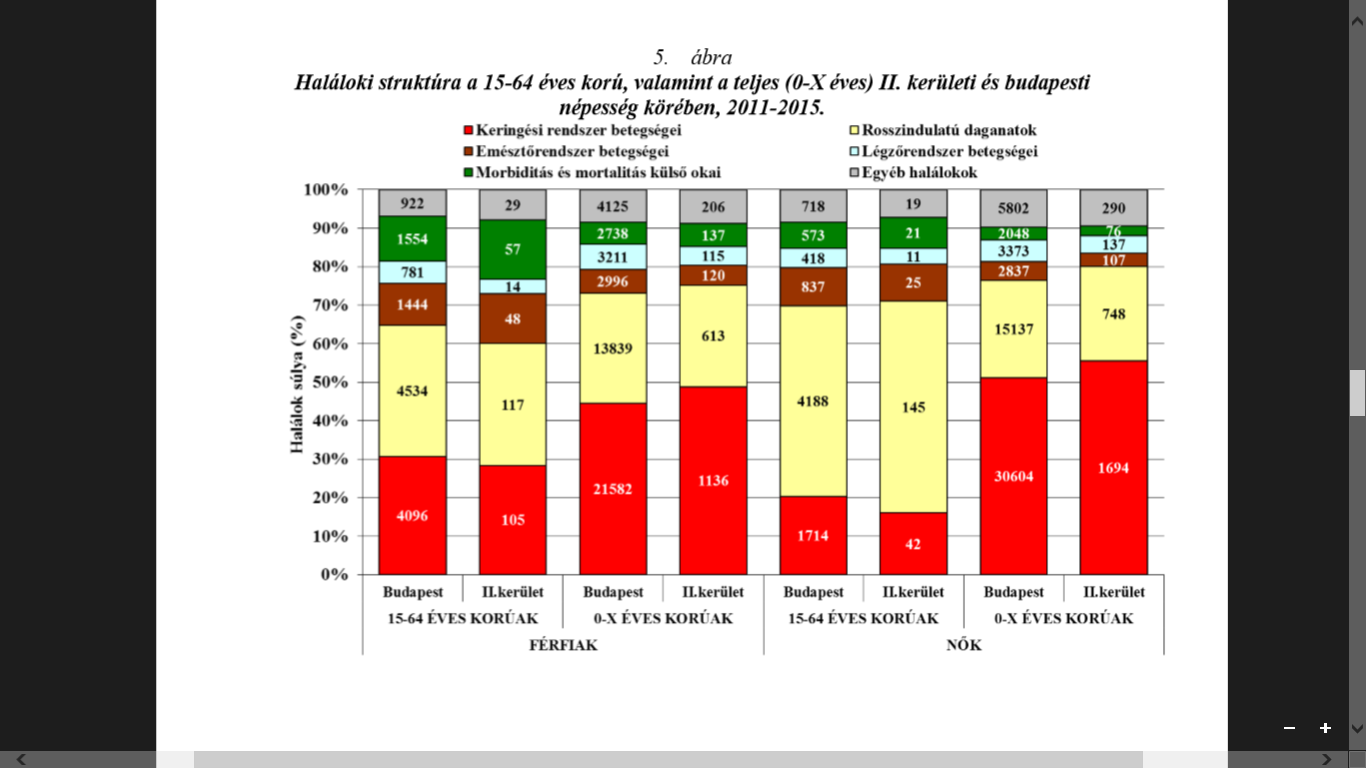 5. ábra
Haláloki struktúra a 15-64 éves korú, valamint a teljes (0-X éves) II. kerületi és budapesti
népesség körében, 2011-2015.
Keringési rendszer betegségei Rosszindulatú daganatok
Emésztőrendszer betegségei Légzőrendszer betegségei
Morbiditás és mortalitás külső okai Egyéb halálokok
Halálok súlya (%)
100%
90%
80%
70%
60%
50%
40%
30%
20%
10%
0%
922 29 4125 206 718 19 5802 290
1554 57 2738 137 573 21 2048 76
781 14 3211 115 418 11 3373 137
1444 48 2996 120 837 25 2837 107
4534 117 13839 613 4188 145 15137 748
4096 105 21582 1136 1714 42 30604 1694
Budapest II.kerület Budapest II.kerület Budapest II.kerület Budapest II.kerület
15-64 ÉVES KORÚAK 0-X ÉVES KORÚAK 15-64 ÉVES KORÚAK 0-X ÉVES KORÚAK
FÉRFIAK NŐK